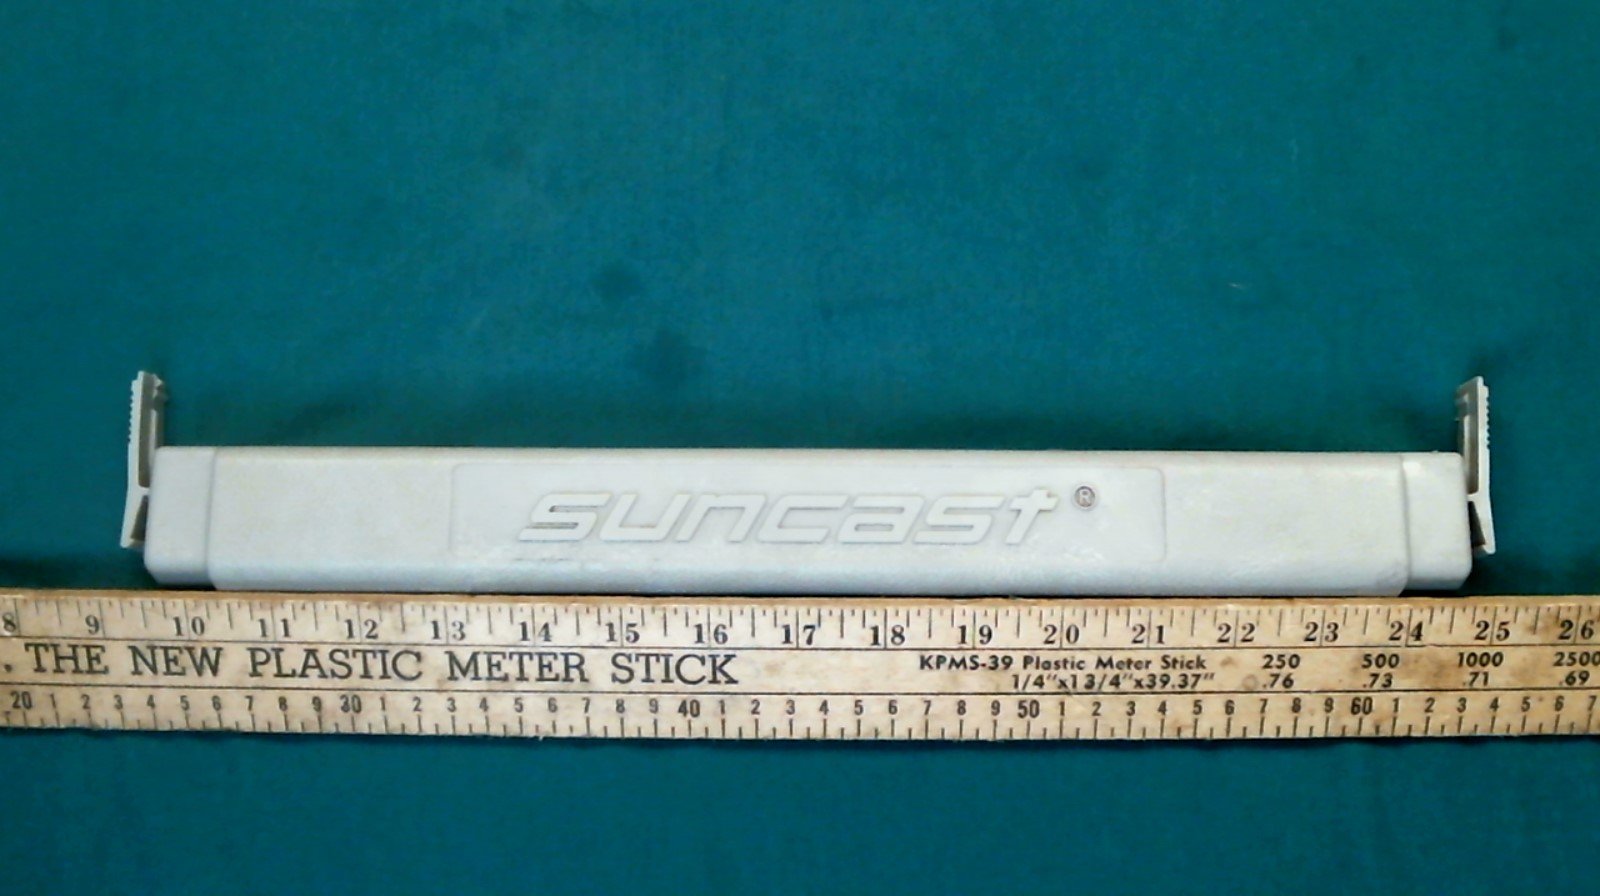 suncast ®
8 9 10 11 12 13 14 15 16 17 18 19 20 21 22 23 24 25 26
THE NEW PLASTIC METER STICK
KPMS-39 Plastic Meter Stick 250 500 1000 2500
1/4"x1 3/4"x39.37" .76 .73 .71 .69
20 1 2 3 4 5 6 7 8 9 30 1 2 3 4 5 6 7 8 9 40 1 2 3 4 5 6 7 8 9 50 1 2 3 4 5 6 7 8 9 60 1 2 3 4 5 6 7